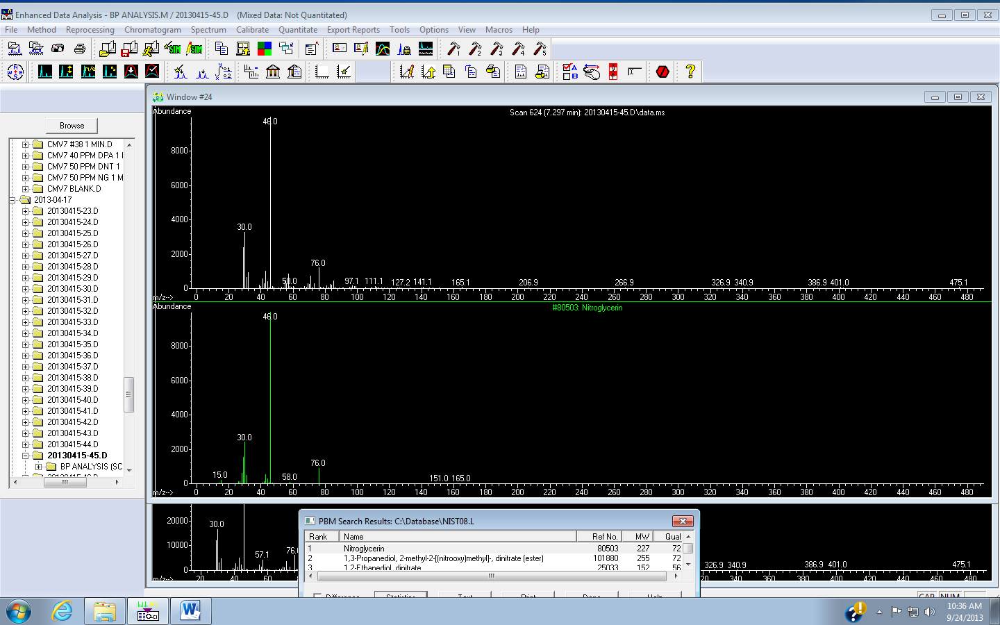 Enhanced Data Analysis - BP ANALYSIS.M / 20130415-45.D (Mixed Data: Not Quantitated)
File Method Reprocessing Chromatogram Spectrum Calibrate Quantitate Export Reports Tools Options View Macros Help
Browse
CMV7 #38 1 MIN.D
CMV7 40 PPM DPA 1
CMV7 50 PPM DNT 1
CMV7 50 PPM NG 1 M
CMV7 BLANK.D
2013-04-17
20130415-23.D
20130415-24.D
20130415-25.D
20130415-26.D
20130415-27.D
20130415-28.D
20130415-29.D
20130415-30.D
20130415-31.D
20130415-32.D
20130415-33.D
20130415-34.D
20130415-35.D
20130415-36.D
20130415-37.D
20130415-38.D
20130415-39.D
20130415-40.D
20130415-41.D
20130415-42.D
20130415-43.D
20130415-44.D
20130415-45.D
BP ANALYSIS (SC
Window #24
Abundance
Scan 624 (7.297 min): 20130415-45.D\data.ms
46.0
8000
6000
4000
30.0
2000
76.0
58.0 97.1 111.1 127.2 141.1 165.1 206.9 266.9 326.9 340.9 386.9 401.0 475.1
0
m/z--> 0 20 40 60 80 100 120 140 160 180 200 220 240 260 280 300 320 340 360 380 400 420 440 460 480
Abundance
#80503: Nitroglycerin
46.0
8000
6000
4000
30.0
2000
76.0
15.0 58.0 151.0 165.0
0
m/z--> 0 20 40 60 80 100 120 140 160 180 200 220 240 260 280 300 320 340 360 380 400 420 440 460 480
20000
30.0
10000
57.1
76.
0
20 40 60
326.9 340.9 386.9 401.0 475.1
20 340 360 380 400 420 440 460 480
PBM Search Results: C:\Database\NIST08.L
Rank Name Ref No. MW Qual
1 Nitroglycerin 80503 227 72
2 1,3-Propanediol, 2-methyl-2-[(nitrooxy)methyl]-, dinitrate (ester) 101880 255 72
3 1,2-Ethanediol, dinitrate 25033 152 56
Difference Statistics Text Print Done Help
CAP NUM
10:36 AM
9/24/2013